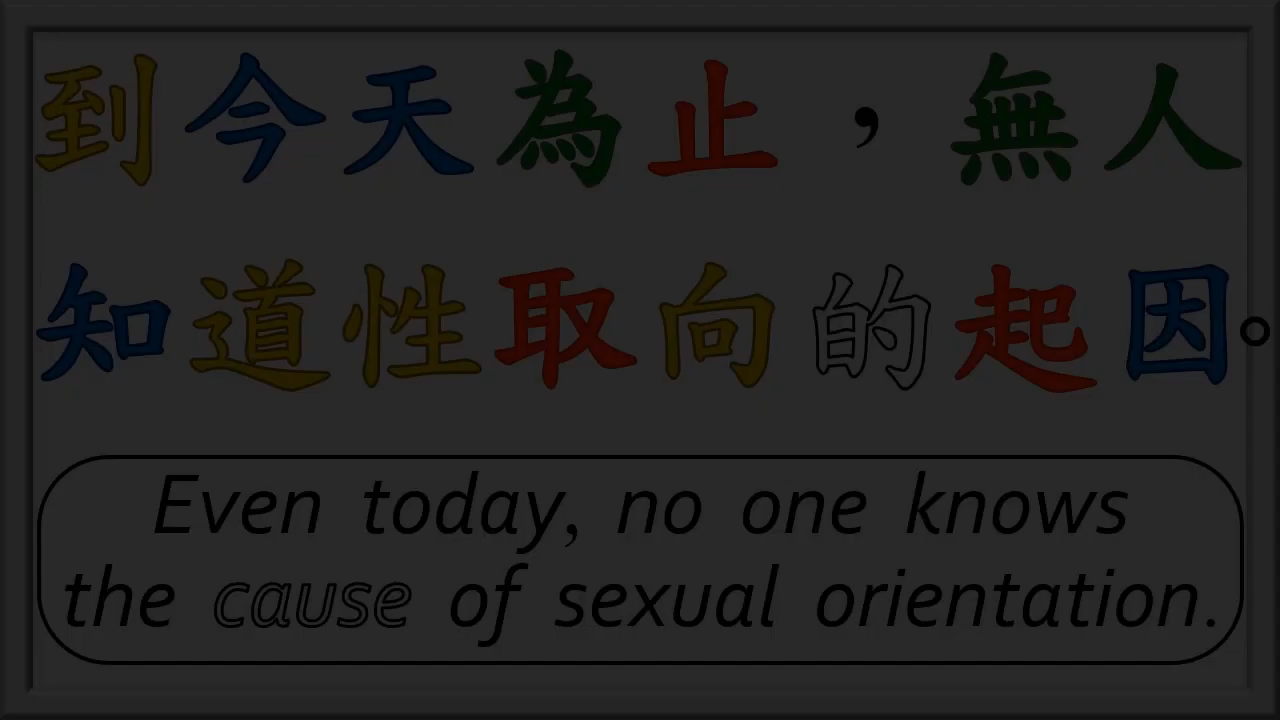 到今天為止，無人
知道性取向的起因。
Even today, no one knows
the cause of sexual orientation.